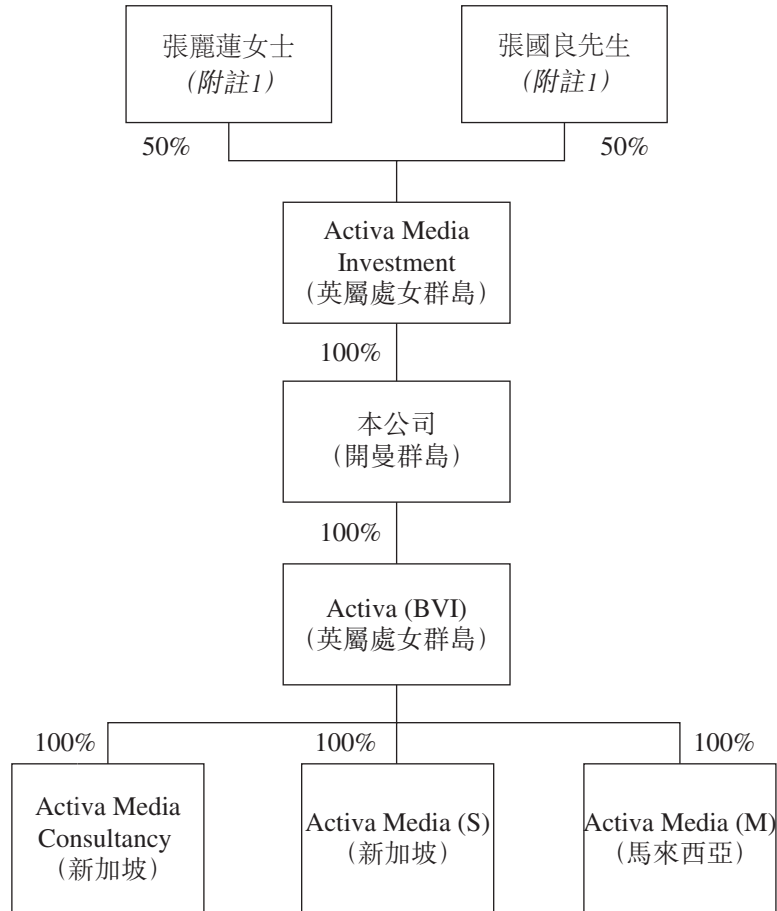 張麗蓮女士
(附註1)
張國良先生
(附註1)
50%
50%
Activa Media
Investment
（英屬處女群島）
100%
本公司
（開曼群島）
100%
Activa (BVI)
（英屬處女群島）
100%
100%
100%
Activa Media
Consultancy
（新加坡）
Activa Media (S)
（新加坡）
Activa Media (M)
（馬來西亞）